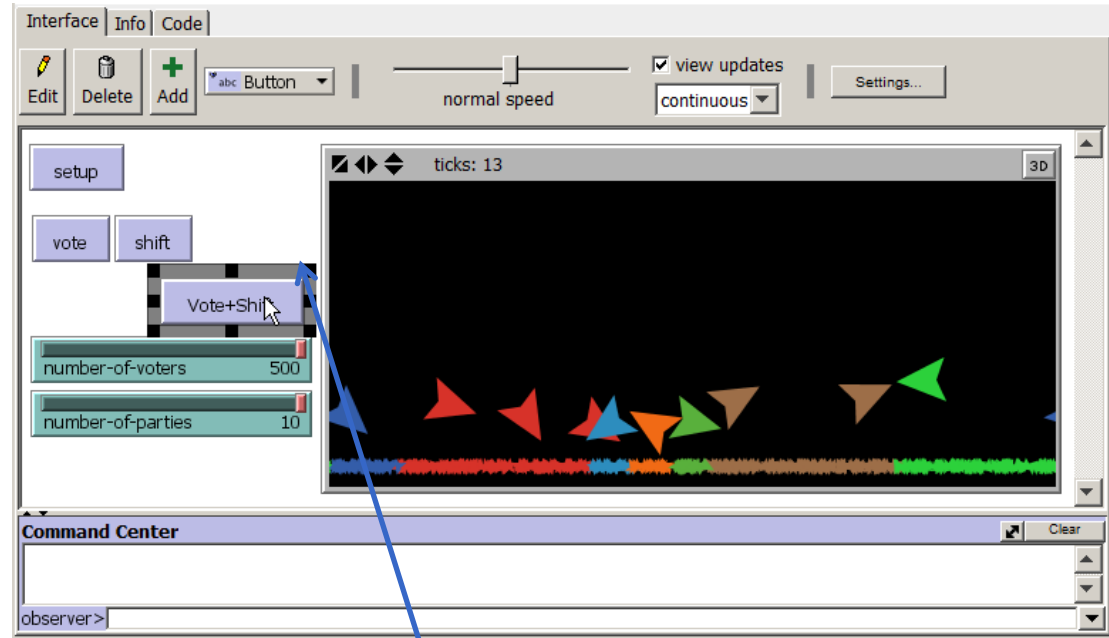 Interface Info Code
Edit Delete Add abc Button
normal speed
view updates
continuous
Settings...
setup
ticks: 13
3D
vote shift
Vote+Shift
number-of-voters 500
number-of-parties 10
Command Center
Clear
observer>